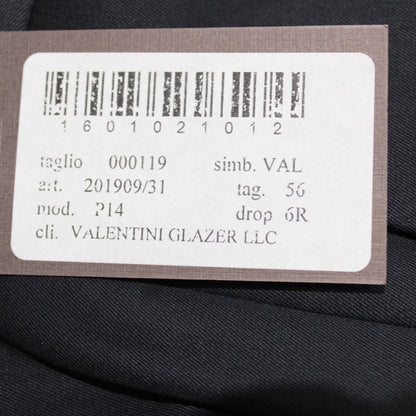 1601021012
taglio 000119 simb. VAL
art. 201909/31 tag. 56
mod. P14 drop 6R
cli. VALENTINI GLAZER LLC